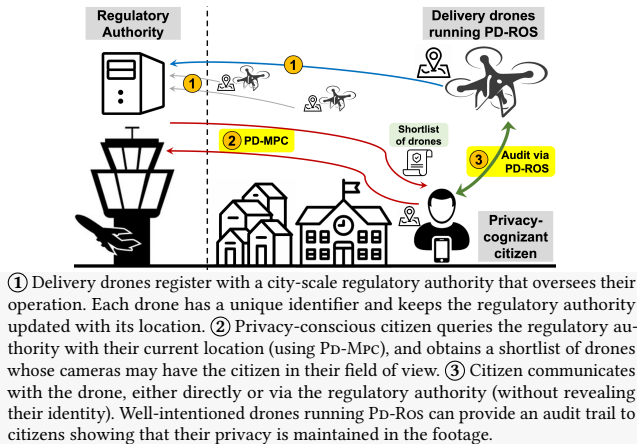 Regulatory
Authority
Delivery drones
running PD-ROS
1
1
2 PD-MPC
Shortlist
of drones
3 Audit via
PD-ROS
Privacy-
cognizant
citizen
① Delivery drones register with a city-scale regulatory authority that oversees their
operation. Each drone has a unique identifier and keeps the regulatory authority
updated with its location. ② Privacy-conscious citizen queries the regulatory au-
thority with their current location (using PD-MPC), and obtains a shortlist of drones
whose cameras may have the citizen in their field of view. ③ Citizen communicates
with the drone, either directly or via the regulatory authority (without revealing
their identity). Well-intentioned drones running PD-ROS can provide an audit trail to
citizens showing that their privacy is maintained in the footage.